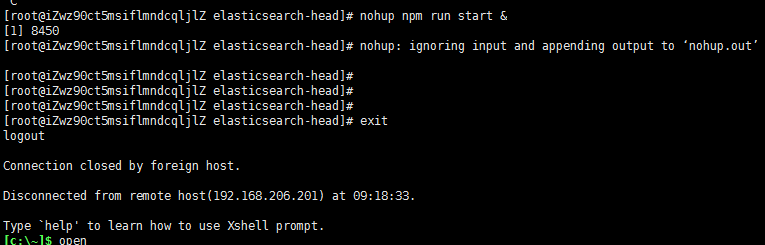 ^C
[root@iZwz90ct5msiflmndcqljlZ elasticsearch-head]# nohup npm run start &
[1] 8450
[root@iZwz90ct5msiflmndcqljlZ elasticsearch-head]# nohup: ignoring input and appending output to ‘nohup.out’
[root@iZwz90ct5msiflmndcqljlZ elasticsearch-head]#
[root@iZwz90ct5msiflmndcqljlZ elasticsearch-head]#
[root@iZwz90ct5msiflmndcqljlZ elasticsearch-head]#
[root@iZwz90ct5msiflmndcqljlZ elasticsearch-head]# exit
logout
Connection closed by foreign host.
Disconnected from remote host(192.168.206.201) at 09:18:33.
Type `help' to learn how to use Xshell prompt.
[c:\~]$ open